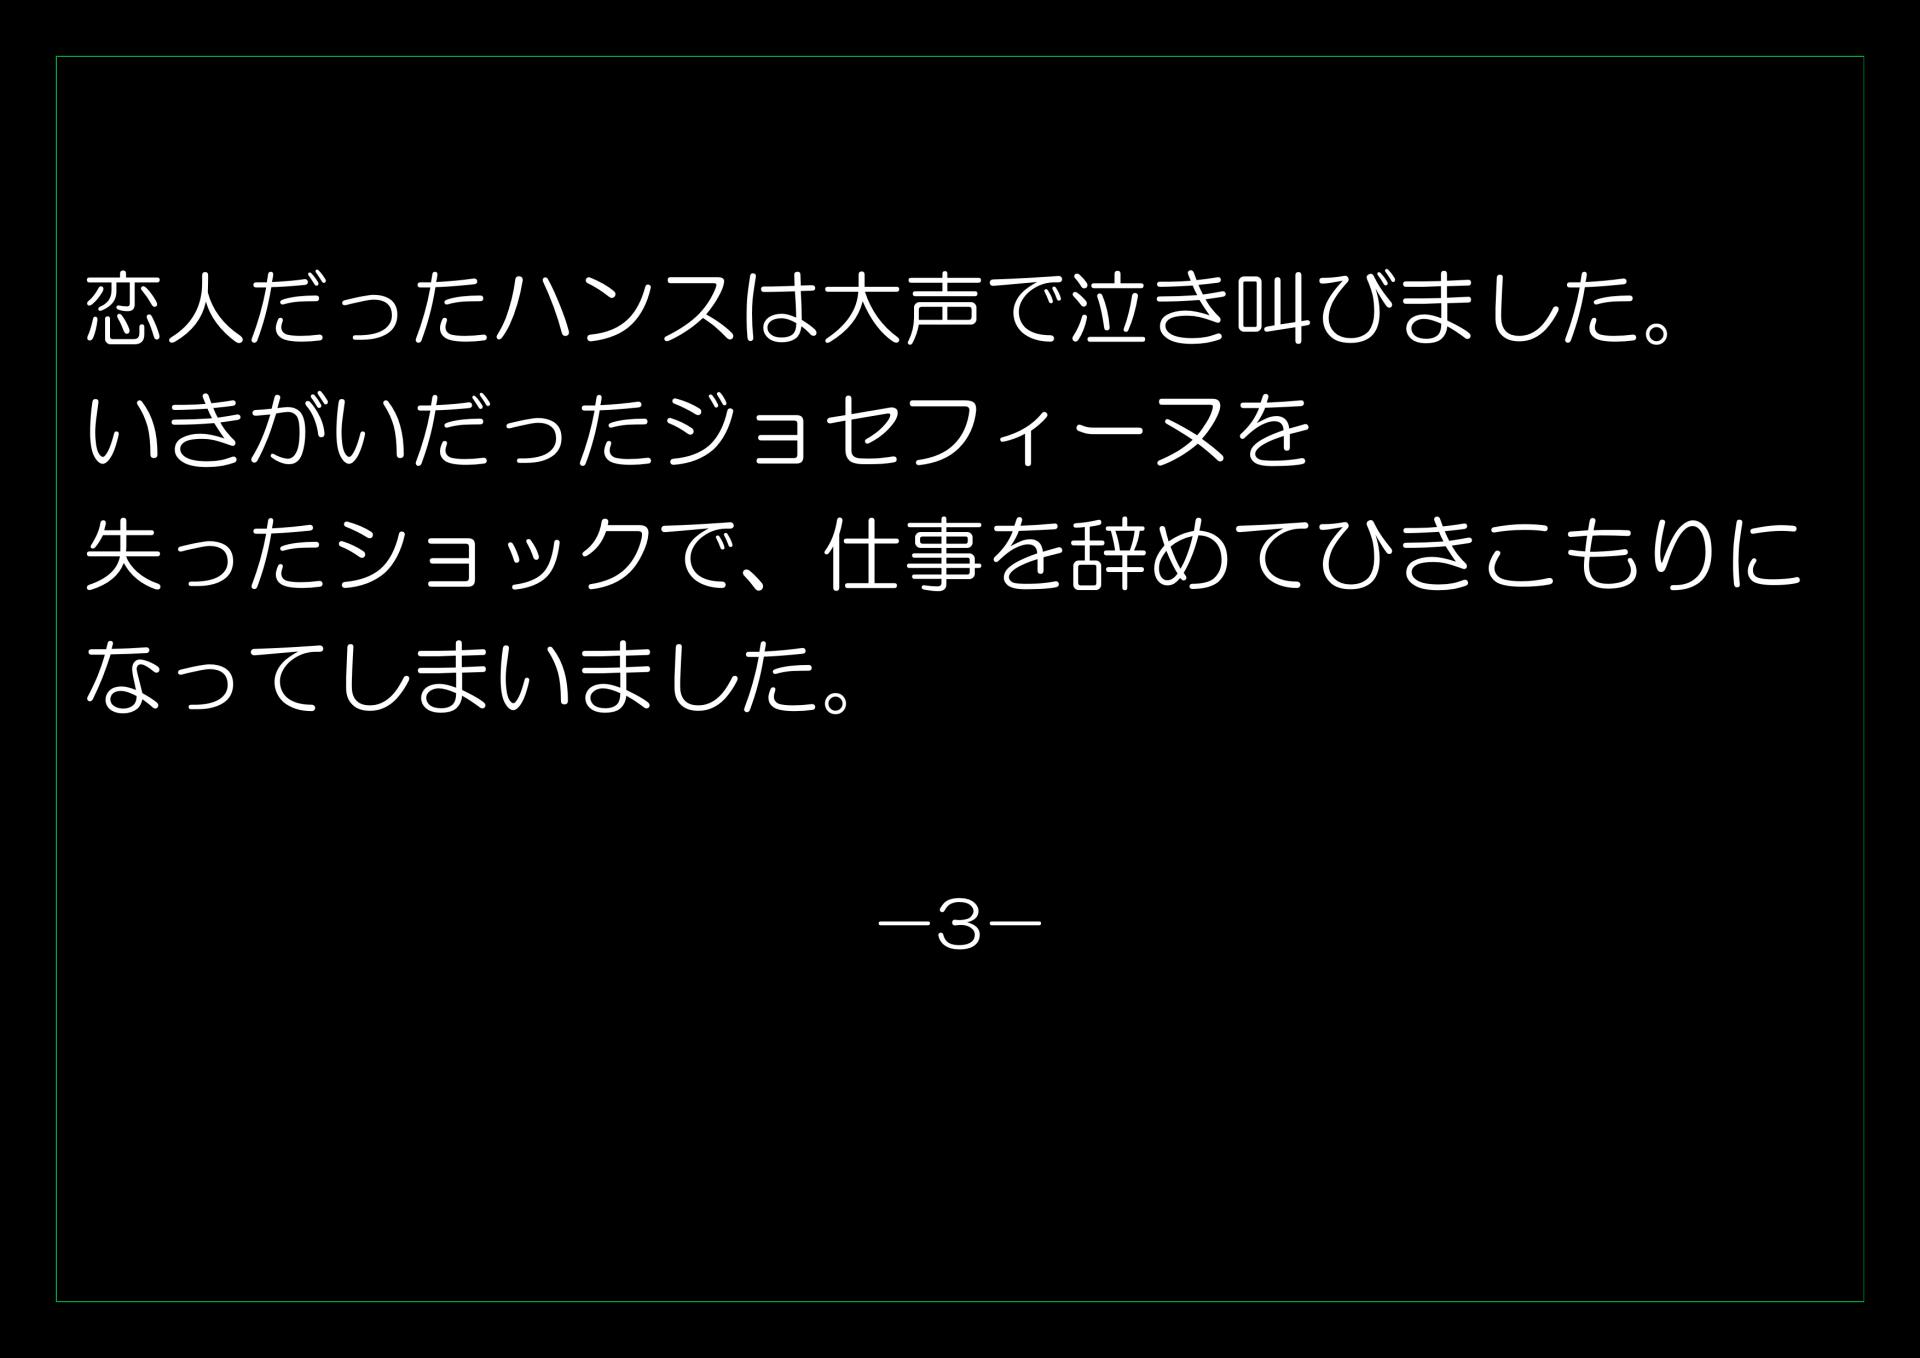 恋人だったハンスは大声で泣き叫びました。
いきがいだったジョセフィーヌを
失ったショックで、仕事を辞めてひきこもりに
なってしまいました。
－3－